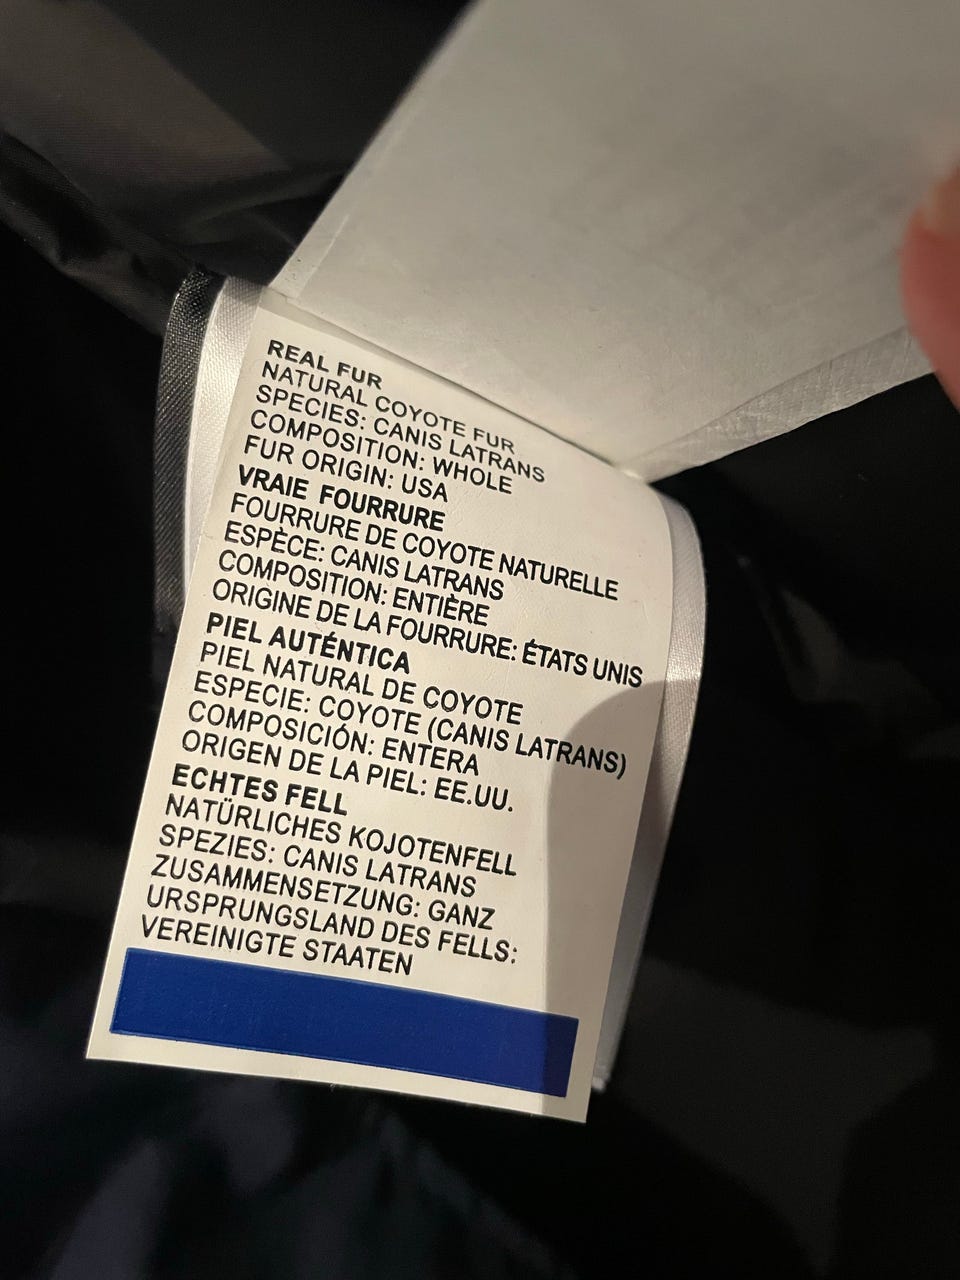 REAL FUR
NATURAL COYOTE FUR
SPECIES: CANIS LATRANS
COMPOSITION: WHOLE
FUR ORIGIN: USA
VRAIE FOURRURE
FOURRURE DE COYOTE NATURELLE
ESPÈCE: CANIS LATRANS
COMPOSITION: ENTIÈRE
ORIGINE DE LA FOURRURE: ÉTATS UNIS
PIEL AUTÉNTICA
PIEL NATURAL DE COYOTE
ESPECIE: COYOTE (CANIS LATRANS)
COMPOSICIÓN: ENTERA
ORIGEN DE LA PIEL: EE.UU.
ECHTES FELL
NATÜRLICHES KOJOTENFELL
SPEZIES: CANIS LATRANS
ZUSAMMENSETZUNG: GANZ
URSPRUNGSLAND DES FELLS:
VEREINIGTE STAATEN